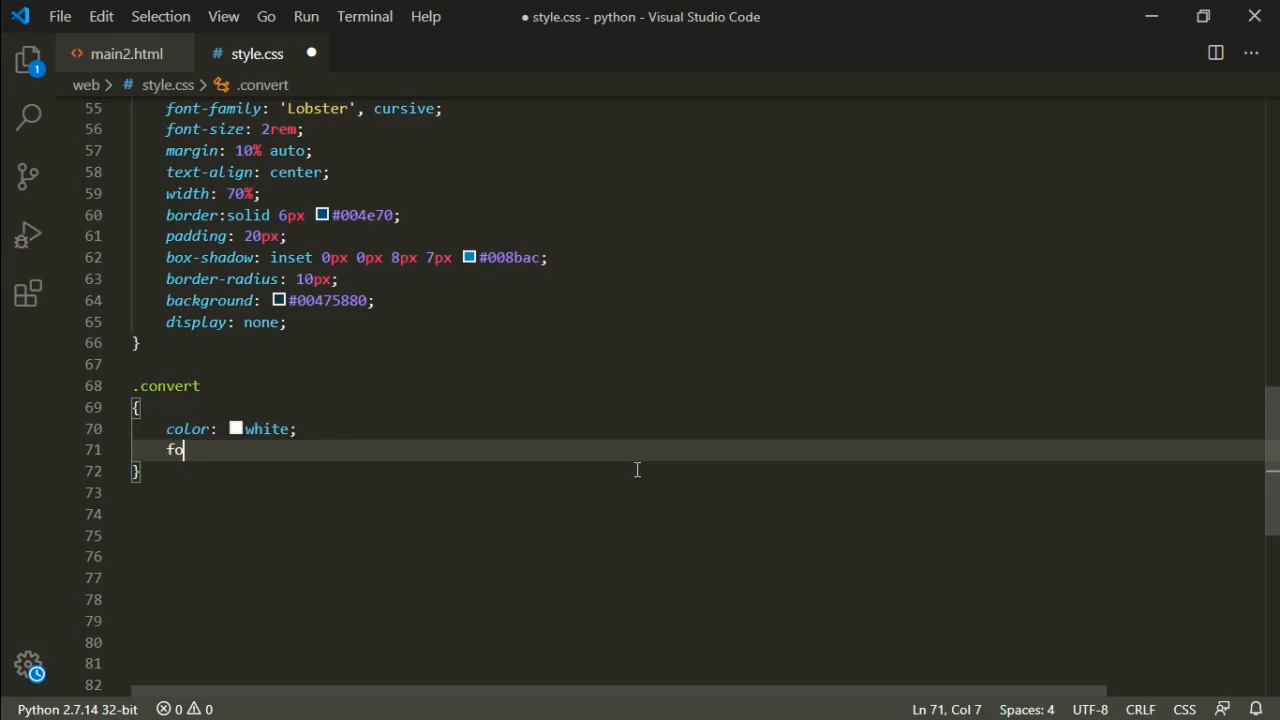 File Edit Selection View Go Run Terminal Help ● style.css - python - Visual Studio Code
<> main2.html # style.css ●
web > # style.css > .convert
55 font-family: 'Lobster', cursive;
56 font-size: 2rem;
57 margin: 10% auto;
58 text-align: center;
59 width: 70%;
60 border:solid 6px #004e70;
61 padding: 20px;
62 box-shadow: inset 0px 0px 8px 7px #008bac;
63 border-radius: 10px;
64 background: #00475880;
65 display: none;
66 }
67
68 .convert
69 {
70 color: white;
71 fo
72 }
73
74
75
76
77
78
79
80
81
82
1
Python 2.7.14 32-bit 0 0 Ln 71, Col 7 Spaces: 4 UTF-8 CRLF CSS